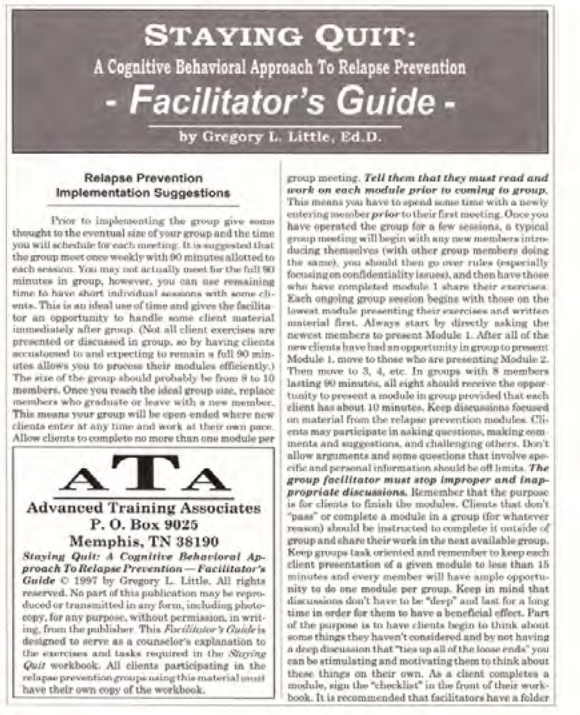 STAYING QUIT:
A Cognitive Behavioral Approach To Relapse Prevention
- Facilitator's Guide -
by Gregory L. Little, Ed.D.
Relapse Prevention
Implementation Suggestions
Prior to implementing the group give some
thought to the eventual size of your group and the time
you will schedule for each meeting. It is suggested that
the group meet once weekly with 90 minutes allotted to
each session. You may not actually meet for the full 90
minutes in group, however, you can use remaining
time to have short individual sessions with some cli-
ents. This is an ideal use of time and gives the facilita-
tor an opportunity to handle some client material
immediately after group. (Not all client exercises are
presented or discussed in group, so by having clients
accustomed to and expecting to remain a full 90 min-
utes allows you to process their modules efficiently.)
The size of the group should probably be from 8 to 10
members. Once you reach the ideal group size, replace
members who graduate or leave with a new member.
This means your group will be open-ended where new
clients enter at any time and work at their own pace.
Allow clients to complete no more than one module per
ATA
Advanced Training Associates
P. O. Box 9025
Memphis, TN 38190
Staying Quit: A Cognitive Behavioral Ap-
proach To Relapse Prevention — Facilitator's
Guide © 1997 by Gregory L. Little. All rights
reserved. No part of this publication may be repro-
duced or transmitted in any form, including photo-
copy, for any purpose, without permission, in writ-
ing, from the publisher. This Facilitator's Guide is
designed to serve as a counselor's explanation to
the exercises and tasks required in the Staying
Quit workbook. All clients participating in the
relapse prevention groups using this material must
have their own copy of the workbook.
group meeting. Tell them that they must read and
work on each module prior to coming to group.
This means you have to spend some time with a newly
entering member prior to their first meeting. Once you
have operated the group for a few sessions, a typical
group meeting will begin with any new members intro-
ducing themselves (with other group members doing
the same), you should then go over rules (especially
focusing on confidentiality issues), and then have those
who have completed module 1 share their exercises.
Each ongoing group session begins with those on the
lowest module presenting their exercises and written
material first. Always start by directly asking the
newest members to present Module 1. After all of the
new clients have had an opportunity in group to present
Module 1, move to those who are presenting Module 2.
Then move to 3, 4, etc. In groups with 8 members
lasting 90 minutes, all eight should receive the oppor-
tunity to present a module in group provided that each
client has about 10 minutes. Keep discussions focused
on material from the relapse prevention modules. Cli-
ents may participate in asking questions, making com-
ments and suggestions, and challenging others. Don't
allow arguments and some questions that involve spe-
cific and personal information should be off limits. The
group facilitator must stop improper and inap-
propriate discussions. Remember that the purpose
is for clients to finish the modules. Clients that don't
"pass" or complete a module in a group (for whatever
reason) should be instructed to complete it outside of
group and share their work in the next available group.
Keep groups task oriented and remember to keep each
client presentation of a given module to less than 15
minutes and every member will have ample opportu-
nity to do one module per group. Keep in mind that
discussions don't have to be "deep" and last for a long
time in order for them to have a beneficial effect. Part
of the purpose is to have clients begin to think about
some things they haven't considered and by not having
a deep discussion that "ties up all of the loose ends" you
can be stimulating and motivating them to think about
these things on their own. As a client completes a
module, sign the "checklist" in the front of their work-
book. It is recommended that facilitators have a folder